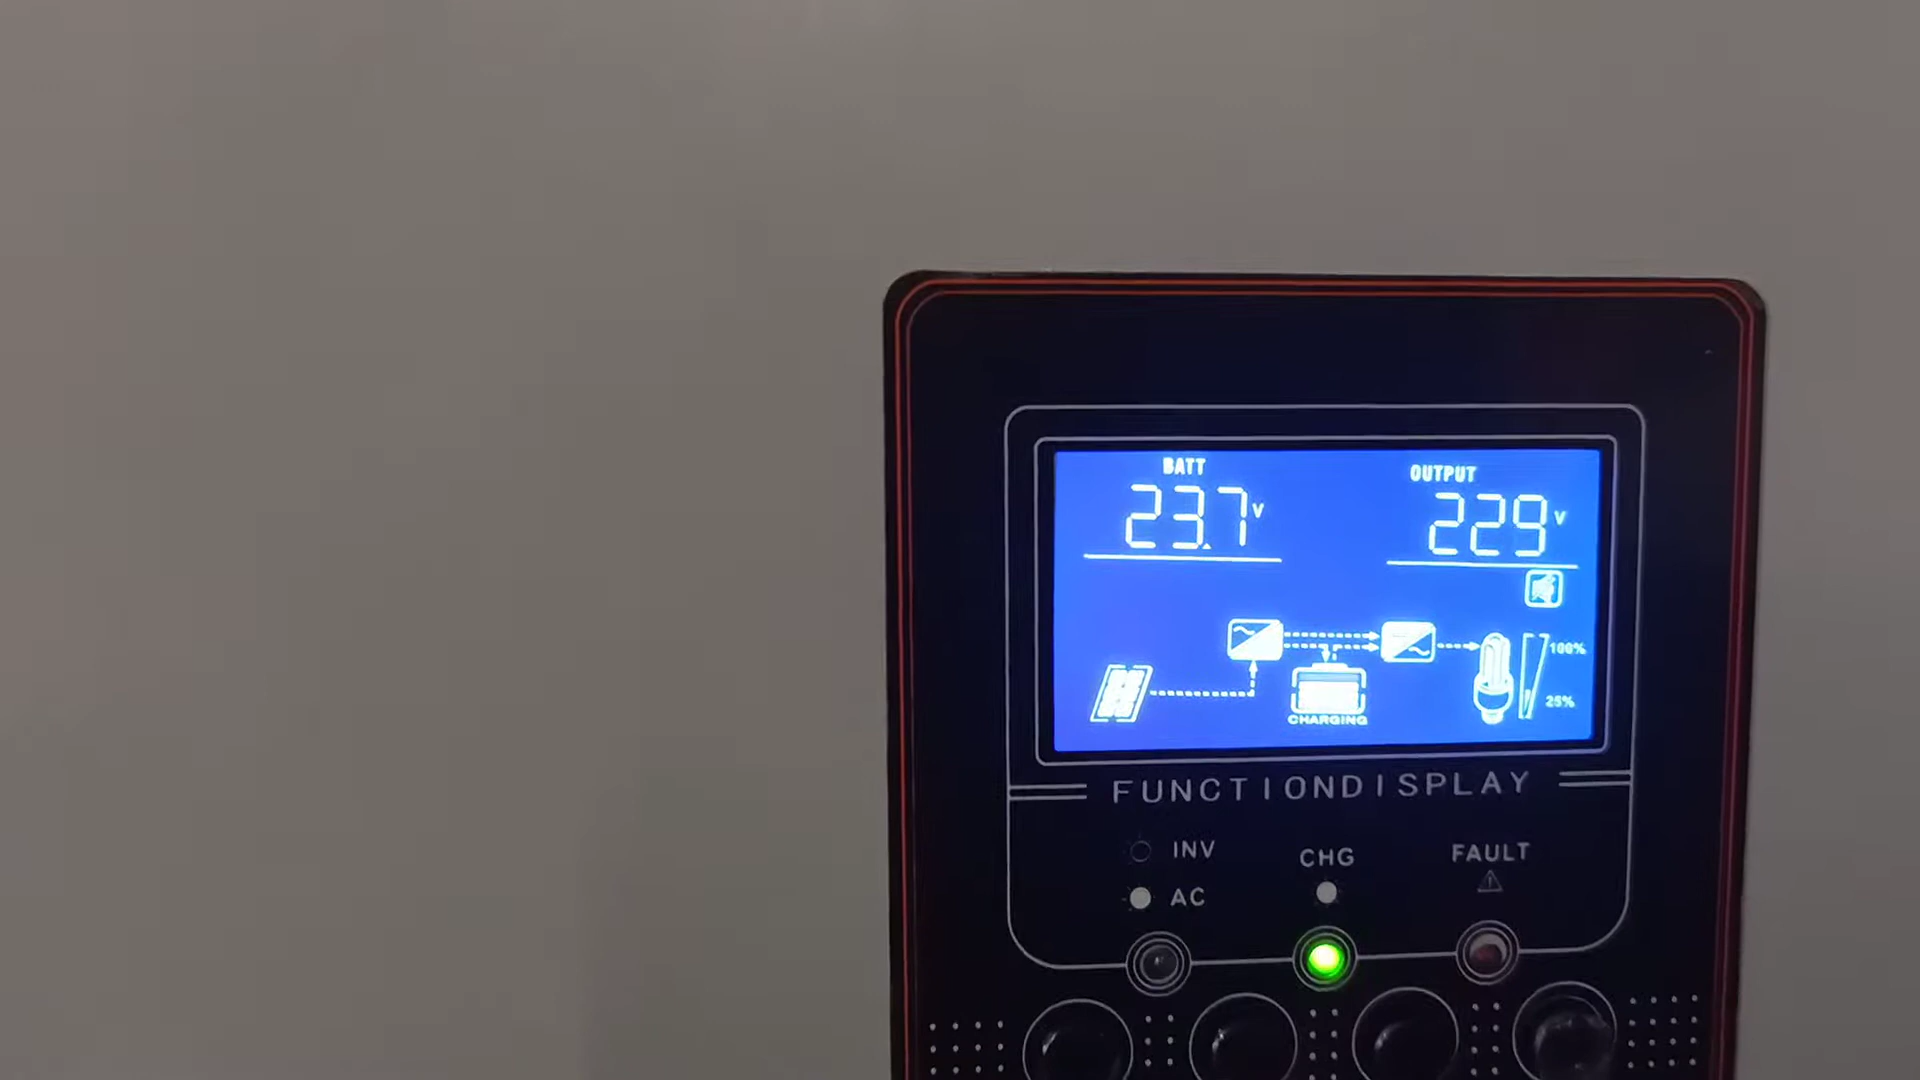 BATT
OUTPUT
23.7V
229V
100%
25%
CHARGING
FUNCTIONDISPLAY
INV
CHG
FAULT
AC